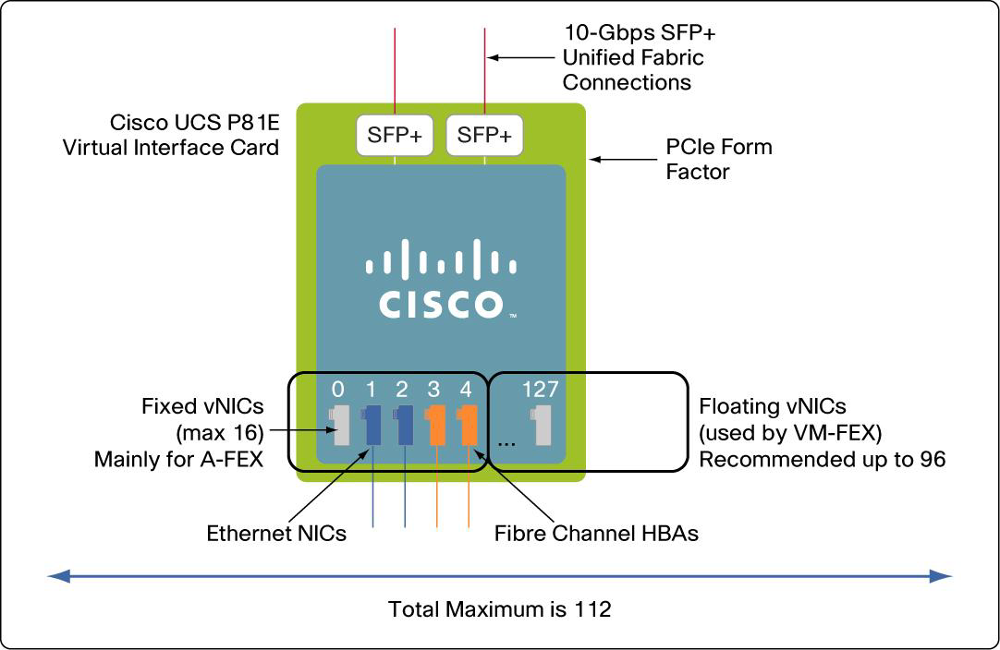 10-Gbps SFP+
Unified Fabric
Connections
Cisco UCS P81E
Virtual Interface Card
SFP+ SFP+
PCIe Form
Factor
CISCO™
0 1 2 3 4 127
...
Fixed vNICs
(max 16)
Mainly for A-FEX
Floating vNICs
(used by VM-FEX)
Recommended up to 96
Ethernet NICs
Fibre Channel HBAs
Total Maximum is 112